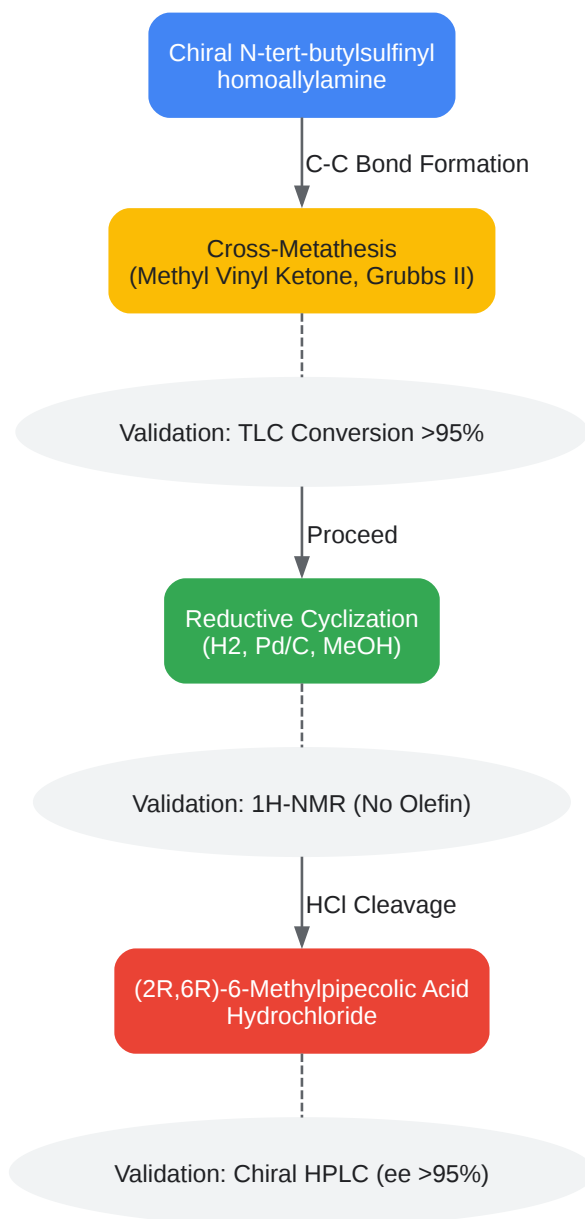 Chiral N-tert-butylsulfinyl
homoallylamine
C-C Bond Formation
Cross-Metathesis
(Methyl Vinyl Ketone, Grubbs II)
Validation: TLC Conversion >95%
Proceed
Reductive Cyclization
(H2, Pd/C, MeOH)
Validation: 1H-NMR (No Olefin)
HCl Cleavage
(2R,6R)-6-Methylpipecolic Acid
Hydrochloride
Validation: Chiral HPLC (ee >95%)